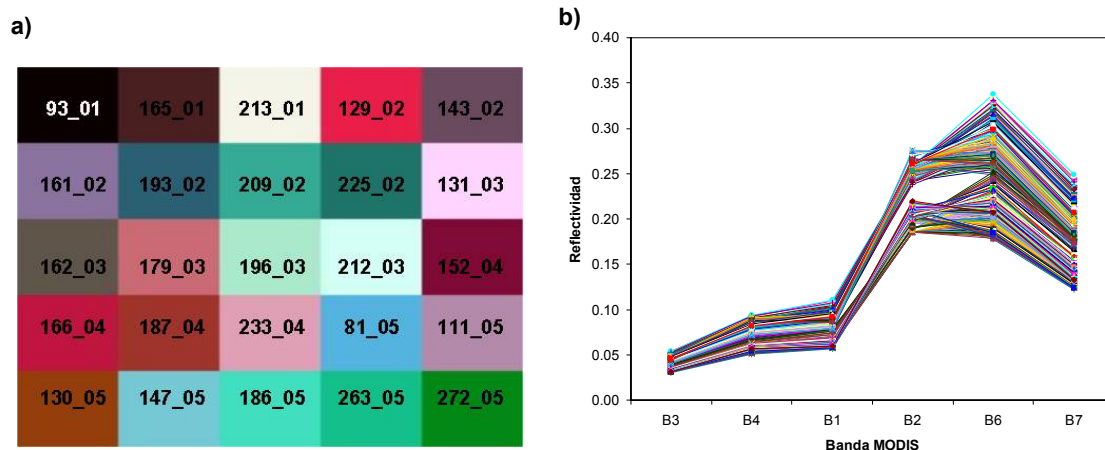 a)
93_01 165_01 213_01 129_02 143_02
161_02 193_02 209_02 225_02 131_03
162_03 179_03 196_03 212_03 152_04
166_04 187_04 233_04 81_05 111_05
130_05 147_05 186_05 263_05 272_05
b)
0.40
0.35
0.30
0.25
0.20
0.15
0.10
0.05
0.00
Reflectividad
B3 B4 B1 B2 B6 B7
Banda MODIS